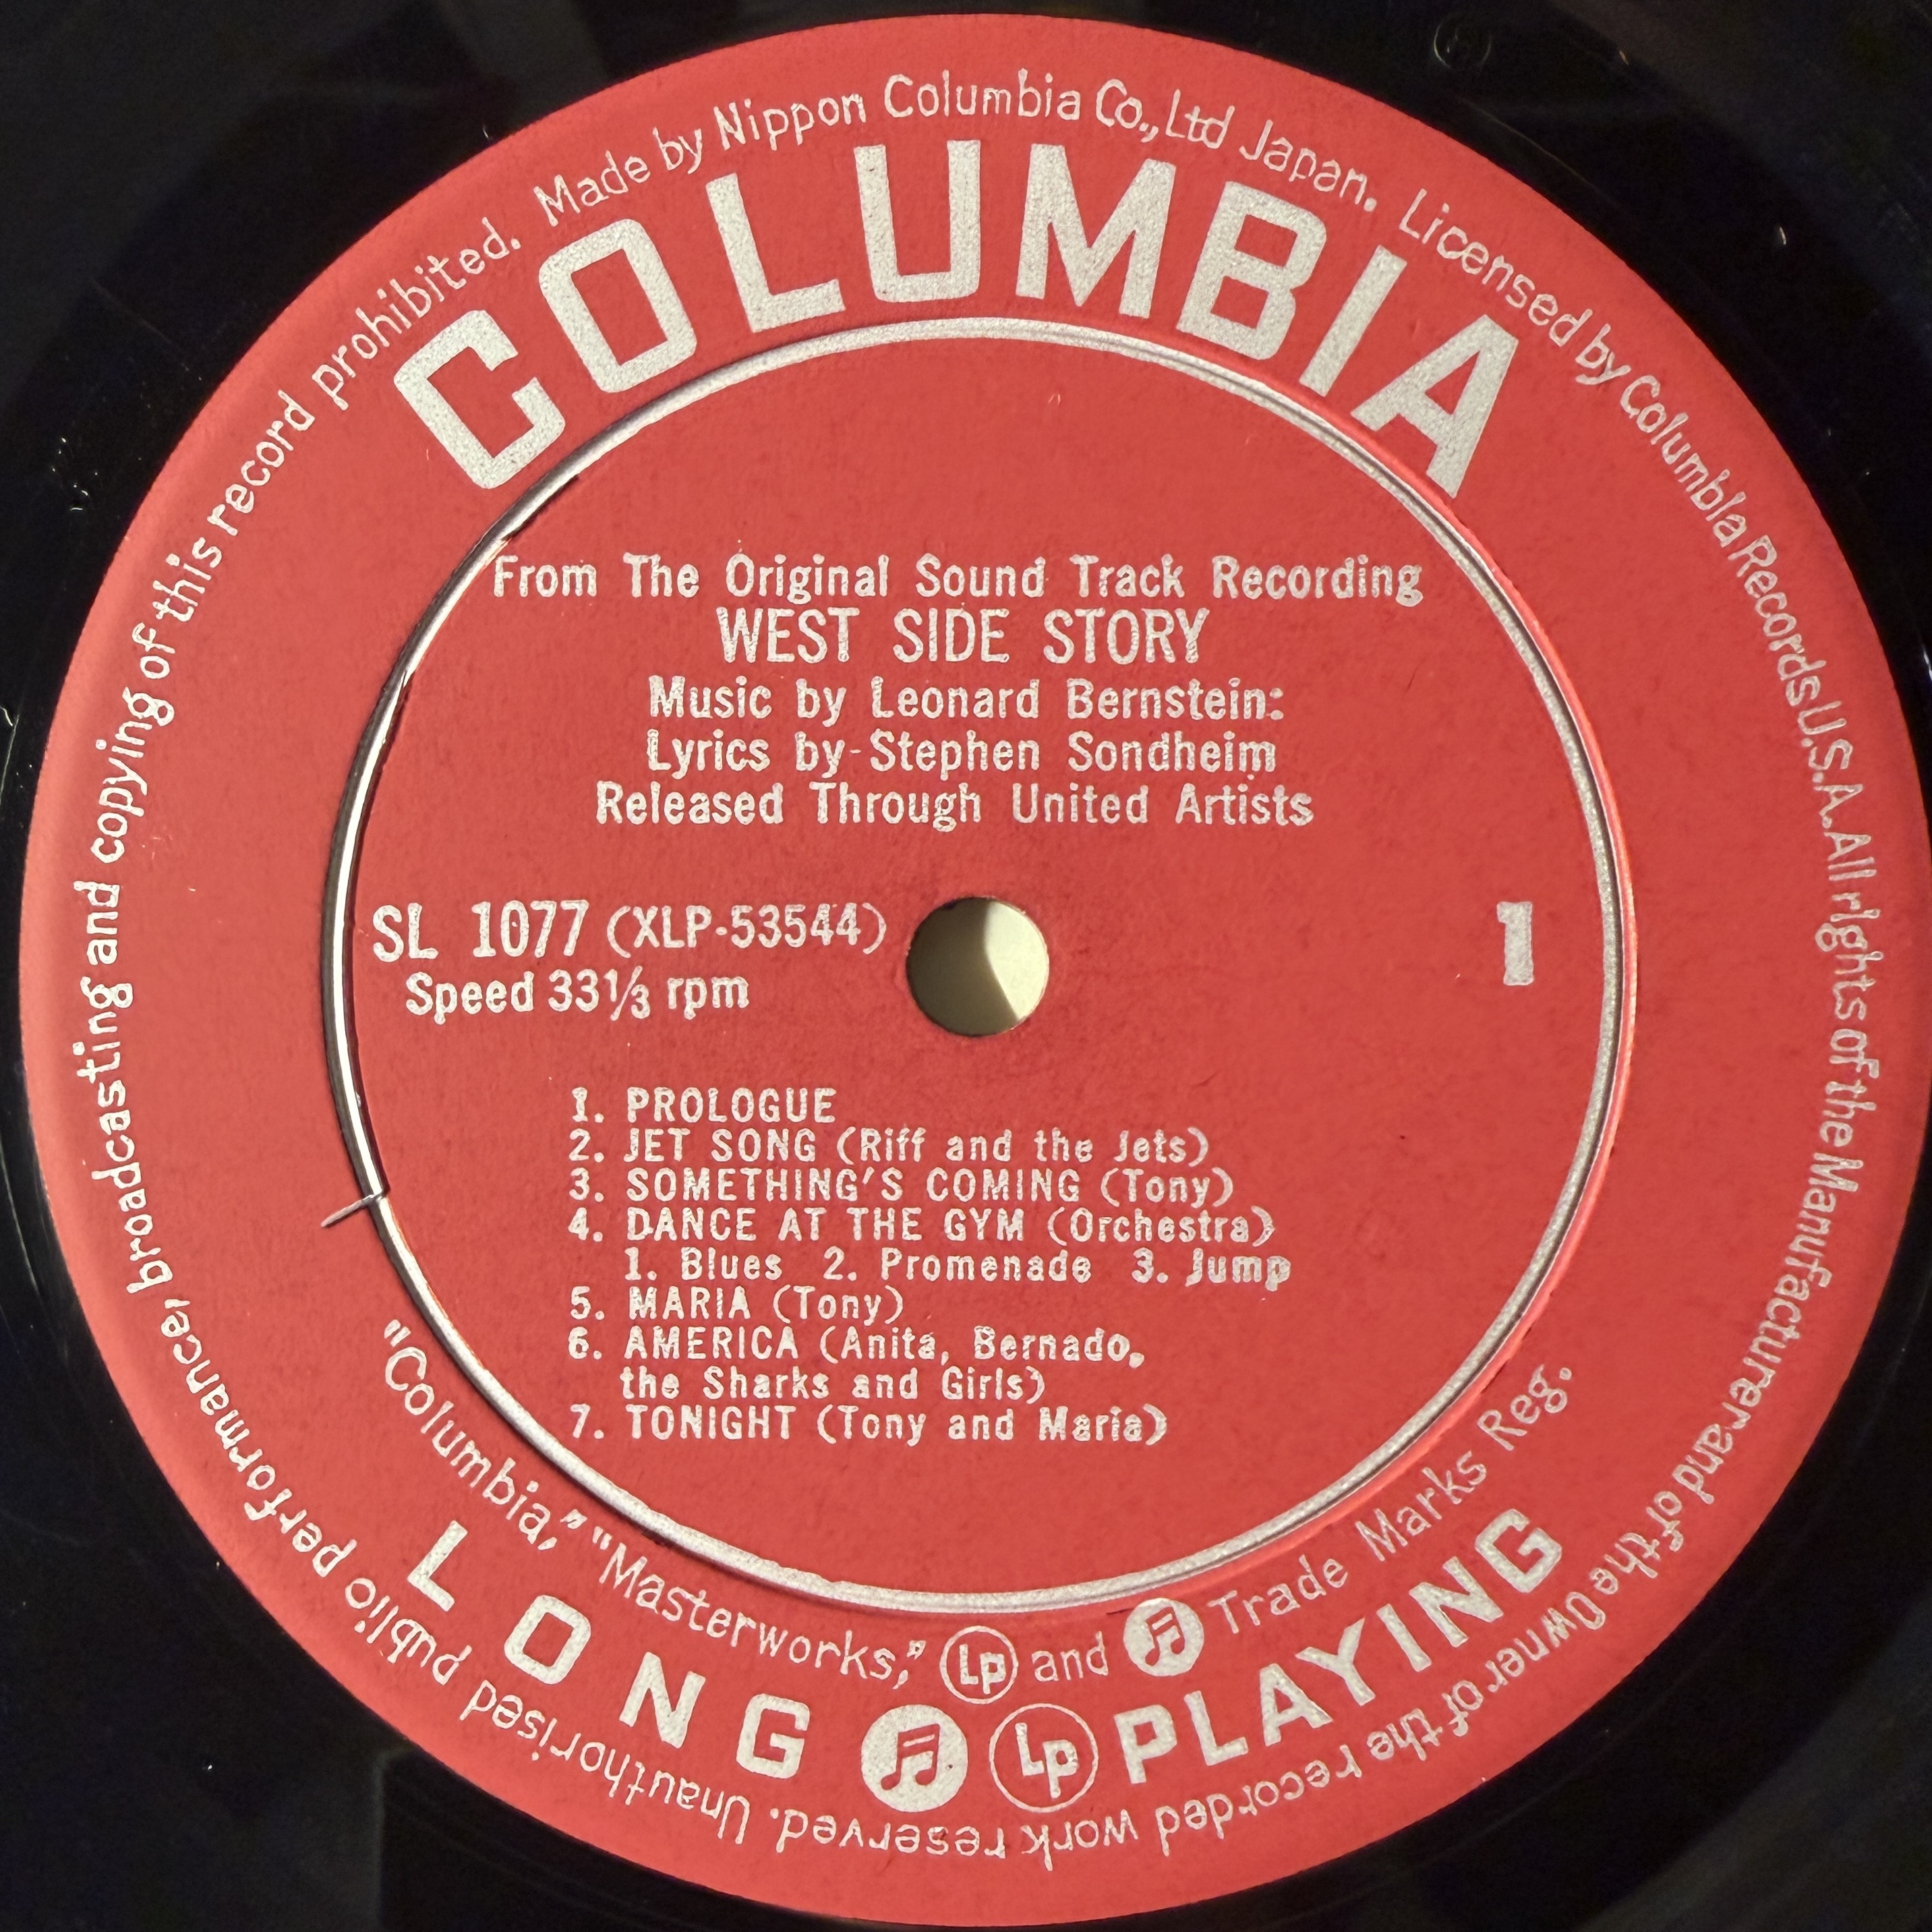 Made by Nippon Columbia Co., Ltd Japan. Licensed by Columbia Records U.S.A. All rights of the Manufacturer and of the Owner of the recorded work reserved. Unauthorised public performance, broadcasting and copying of this record prohibited.
COLUMBIA
From The Original Sound Track Recording
WEST SIDE STORY
Music by Leonard Bernstein:
Lyrics by-Stephen Sondheim
Released Through United Artists
SL 1077 (XLP-53544)
1
Speed 33⅓ rpm
1. PROLOGUE
2. JET SONG (Riff and the Jets)
3. SOMETHING'S COMING (Tony)
4. DANCE AT THE GYM (Orchestra)
1. Blues 2. Promenade 3. Jump
5. MARIA (Tony)
6. AMERICA (Anita, Bernado,
the Sharks and Girls)
7. TONIGHT (Tony and Maria)
"Columbia," "Masterworks," Lp and Trade Marks Reg.
LONG Lp PLAYING